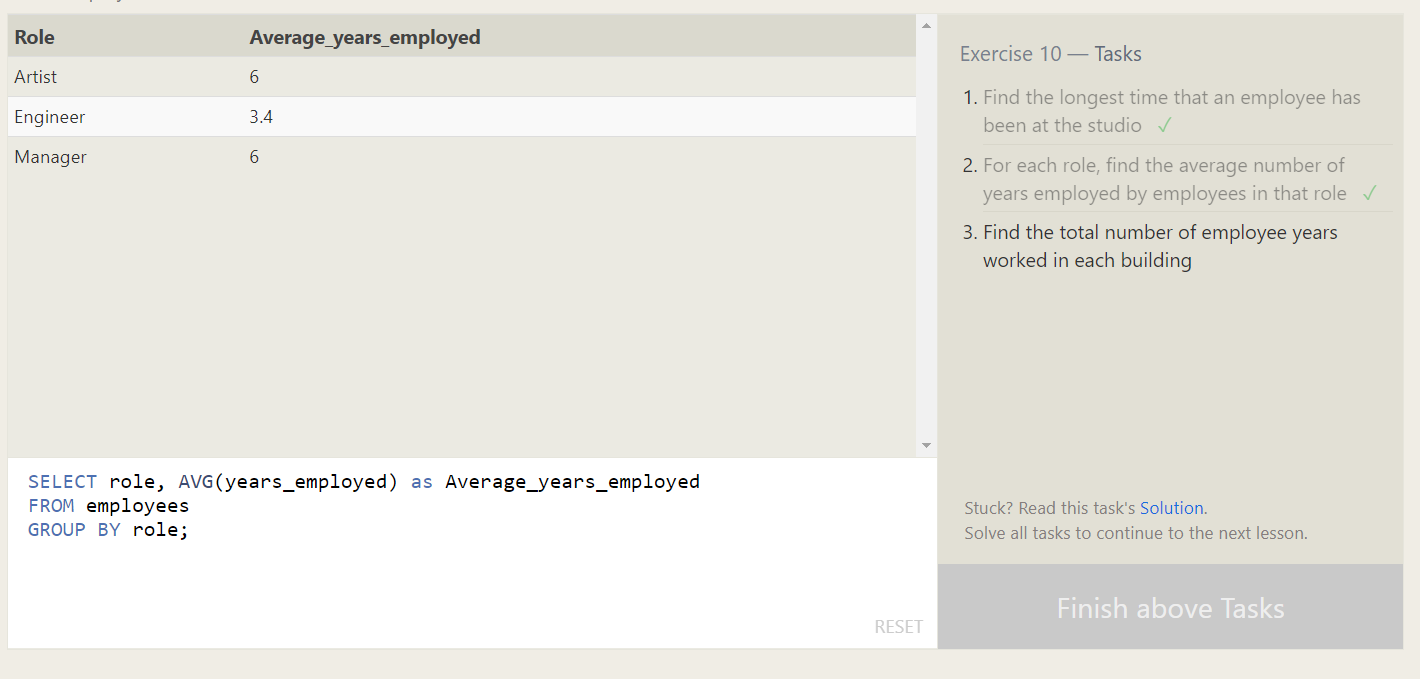 Role Average_years_employed
Artist 6
Engineer 3.4
Manager 6
SELECT role, AVG(years_employed) as Average_years_employed
FROM employees
GROUP BY role;
RESET
Exercise 10 — Tasks
1. Find the longest time that an employee has
been at the studio ✓
2. For each role, find the average number of
years employed by employees in that role ✓
3. Find the total number of employee years
worked in each building
Stuck? Read this task's Solution.
Solve all tasks to continue to the next lesson.
Finish above Tasks